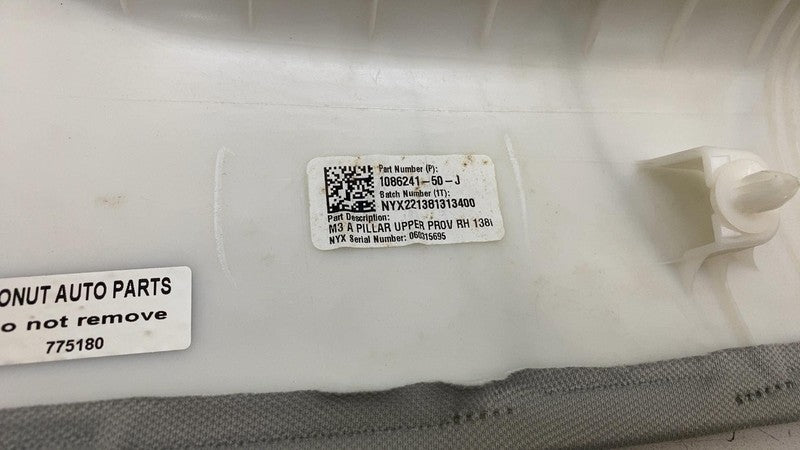 Part Number (P):
1086241-50-J
Batch Number (1T):
NYX221381313400
Part Description:
M3 A PILLAR UPPER PROV RH 138i
NYX Serial Number: 060315695
ONUT AUTO PARTS
o not remove
775180